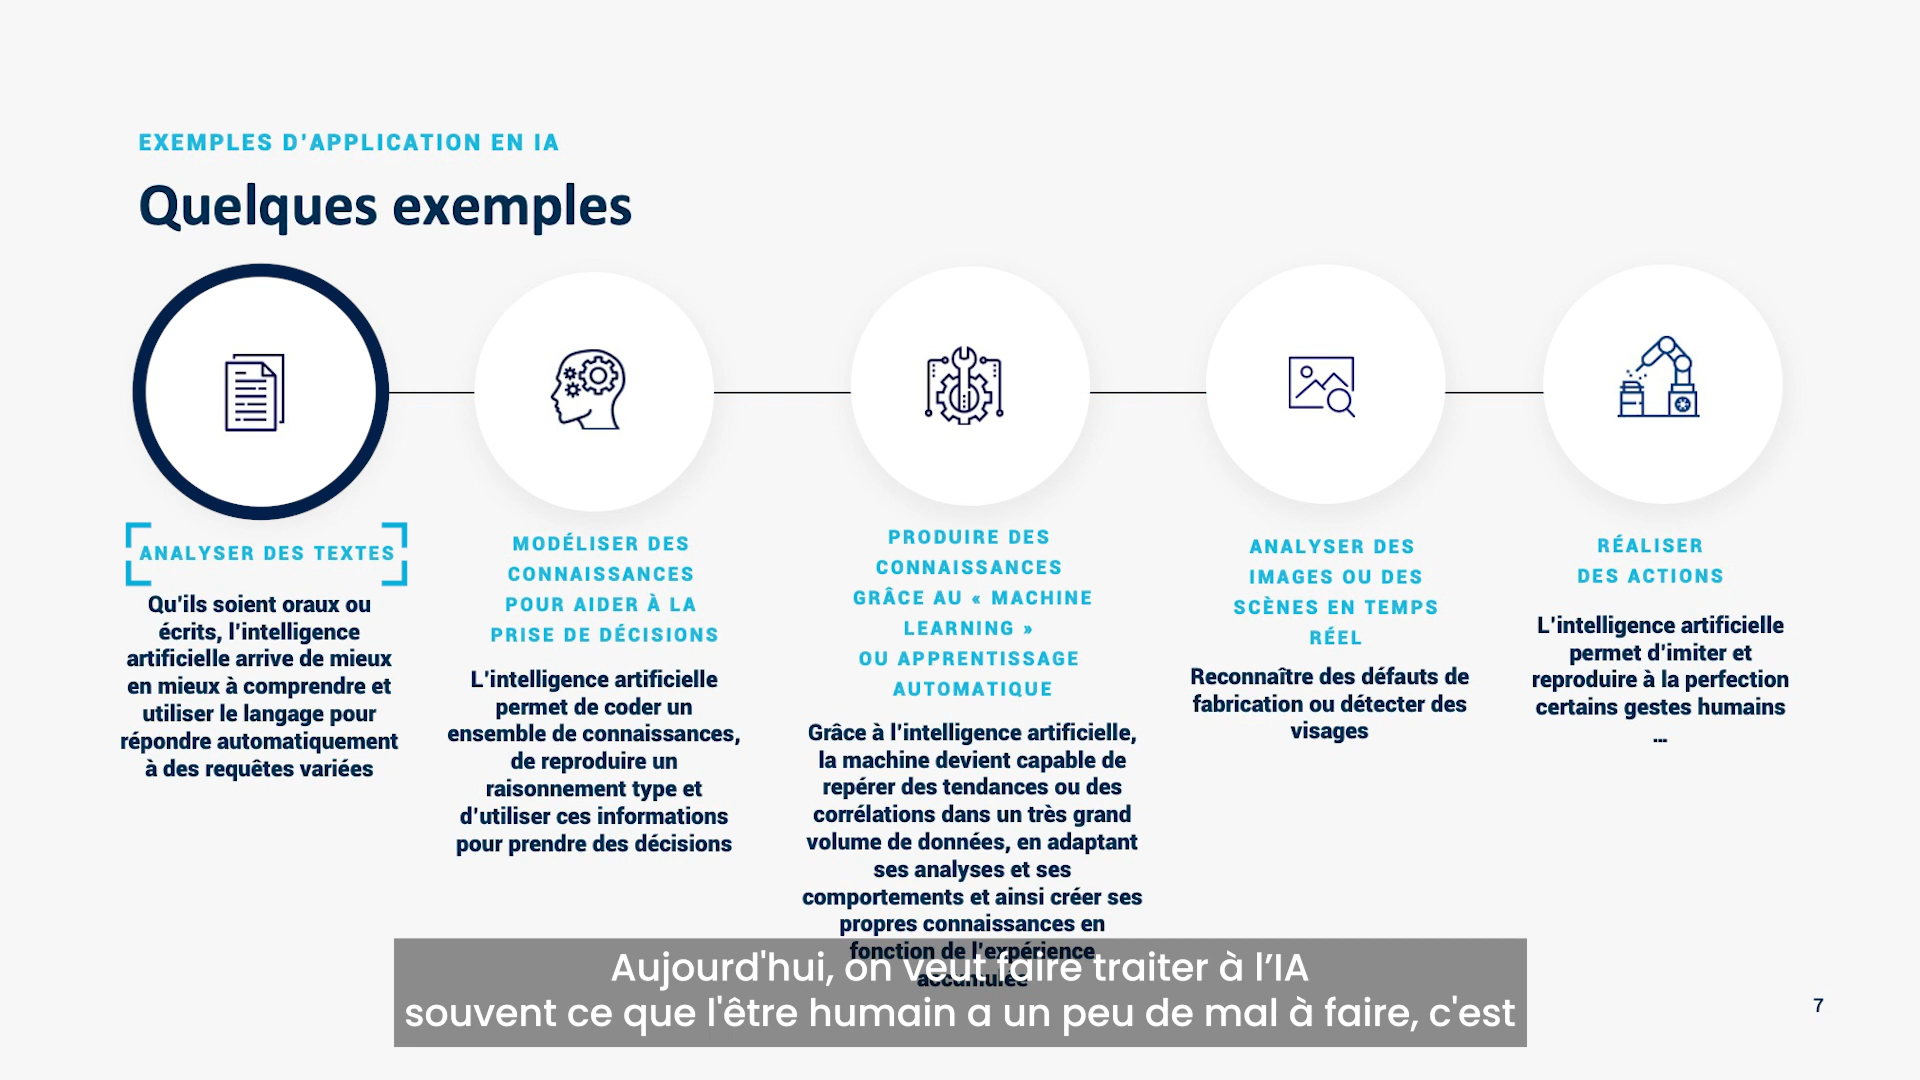 EXEMPLES D'APPLICATION EN IA
Quelques exemples
ANALYSER DES TEXTES
Qu'ils soient oraux ou
écrits, l'intelligence
artificielle arrive de mieux
en mieux à comprendre et
utiliser le langage pour
répondre automatiquement
à des requêtes variées
MODÉLISER DES
CONNAISSANCES
POUR AIDER À LA
PRISE DE DÉCISIONS
L'intelligence artificielle
permet de coder un
ensemble de connaissances,
de reproduire un
raisonnement type et
d'utiliser ces informations
pour prendre des décisions
PRODUIRE DES
CONNAISSANCES
GRÂCE AU « MACHINE
LEARNING »
OU APPRENTISSAGE
AUTOMATIQUE
Grâce à l'intelligence artificielle,
la machine devient capable de
repérer des tendances ou des
corrélations dans un très grand
volume de données, en adaptant
ses analyses et ses
comportements et ainsi créer ses
propres connaissances en
fonction de l'expérience
accumulée
ANALYSER DES
IMAGES OU DES
SCÈNES EN TEMPS
RÉEL
Reconnaître des défauts de
fabrication ou détecter des
visages
RÉALISER
DES ACTIONS
L'intelligence artificielle
permet d'imiter et
reproduire à la perfection
certains gestes humains
...
Aujourd'hui, on veut faire traiter à l’IA
souvent ce que l'être humain a un peu de mal à faire, c'est
7